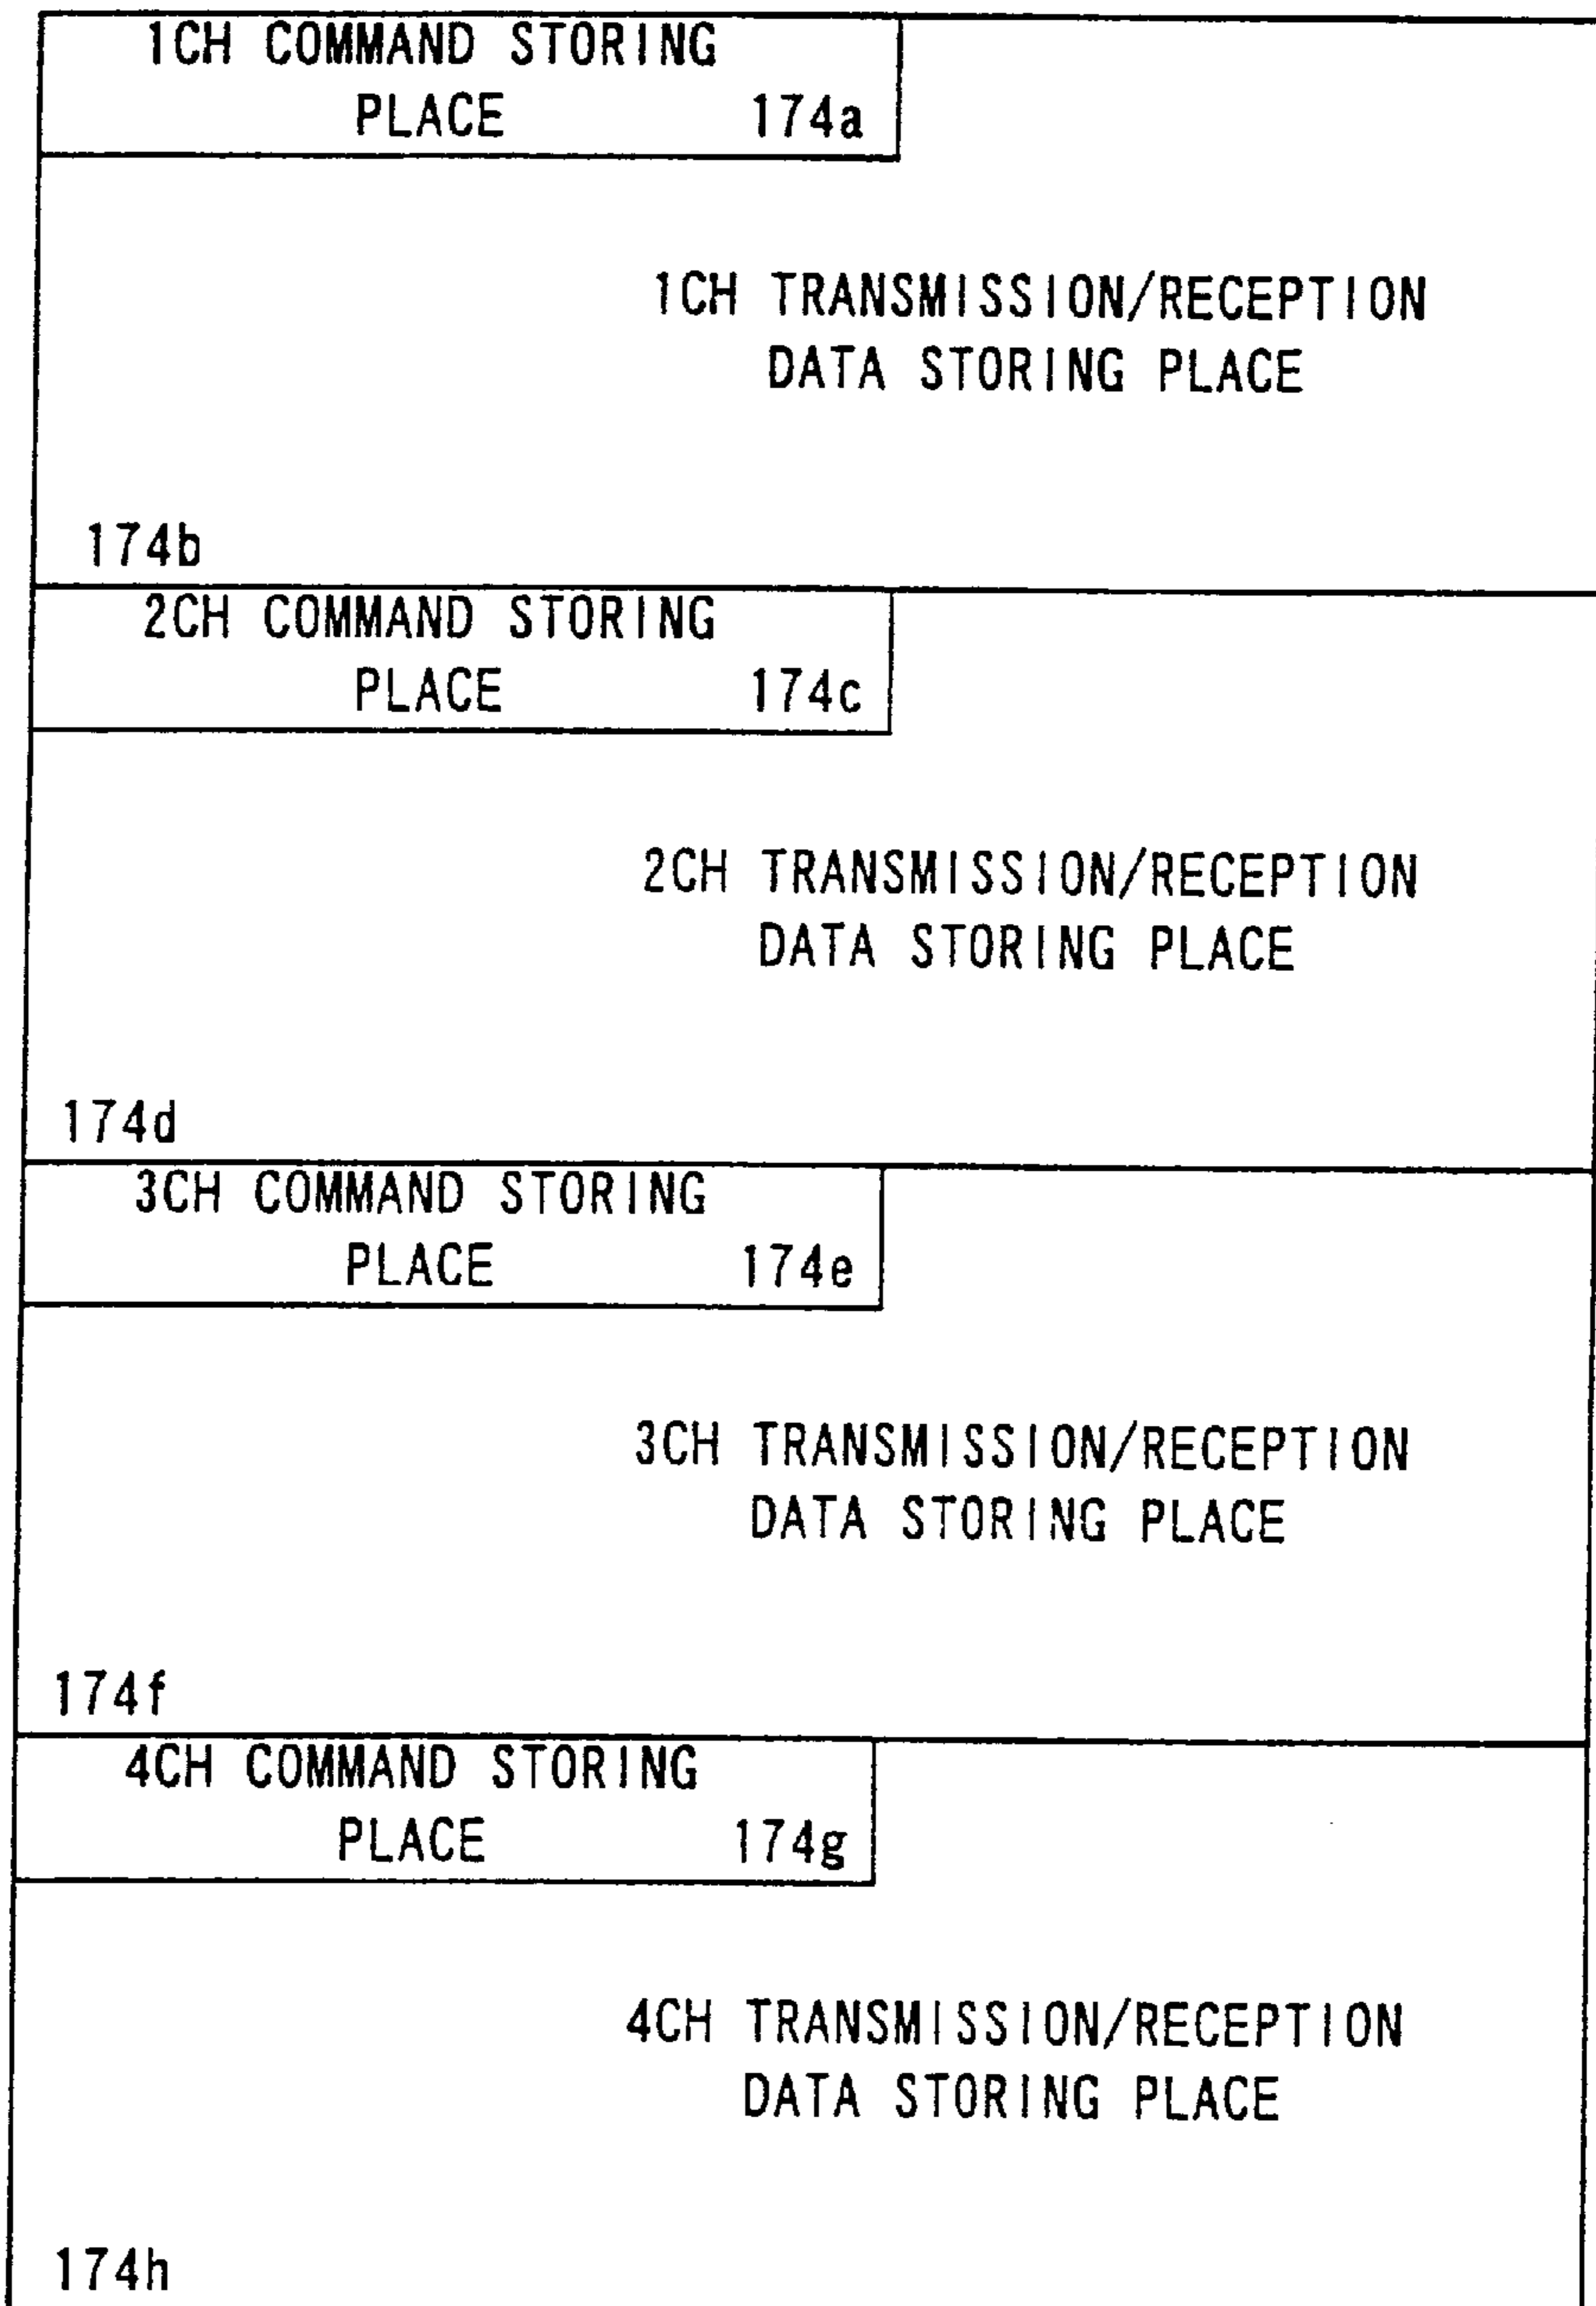 1CH COMMAND STORING
PLACE 174a
1CH TRANSMISSION/RECEPTION
DATA STORING PLACE
174b
2CH COMMAND STORING
PLACE 174c
2CH TRANSMISSION/RECEPTION
DATA STORING PLACE
174d
3CH COMMAND STORING
PLACE 174e
3CH TRANSMISSION/RECEPTION
DATA STORING PLACE
174f
4CH COMMAND STORING
PLACE 174g
4CH TRANSMISSION/RECEPTION
DATA STORING PLACE
174h